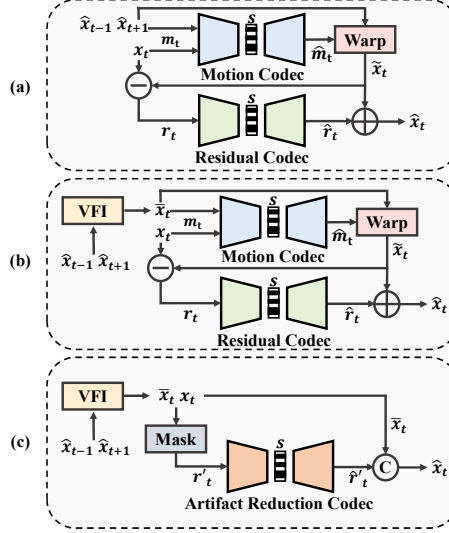 (a)
x̂ₜ₋₁ x̂ₜ₊₁
xₜ
mₜ
s
m̂ₜ
Motion Codec
Warp
x̃ₜ
−
rₜ
s
r̂ₜ
Residual Codec
+
x̂ₜ
(b)
VFI
x̂ₜ₋₁ x̂ₜ₊₁
x̄ₜ
xₜ
mₜ
s
m̂ₜ
Motion Codec
Warp
x̃ₜ
−
rₜ
s
r̂ₜ
Residual Codec
+
x̂ₜ
(c)
VFI
x̂ₜ₋₁ x̂ₜ₊₁
x̄ₜ xₜ
Mask
r'ₜ
s
r̂'ₜ
Artifact Reduction Codec
x̄ₜ
C
x̂ₜ